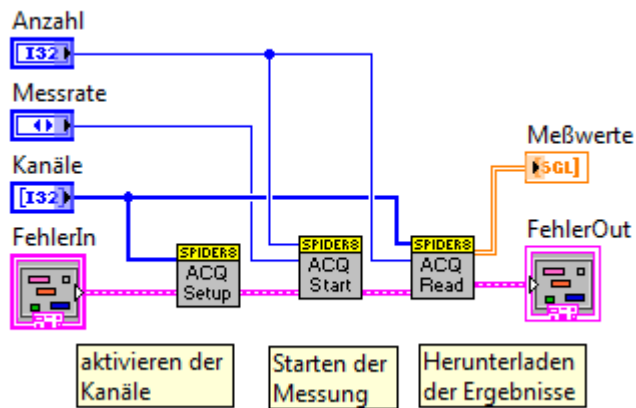 Anzahl
I32
Messrate
Kanäle
[I32]
FehlerIn
SPIDER8
ACQ
Setup
SPIDER8
ACQ
Start
SPIDER8
ACQ
Read
Meßwerte
SGL]
FehlerOut
aktivieren der
Kanäle
Starten der
Messung
Herunterladen
der Ergebnisse